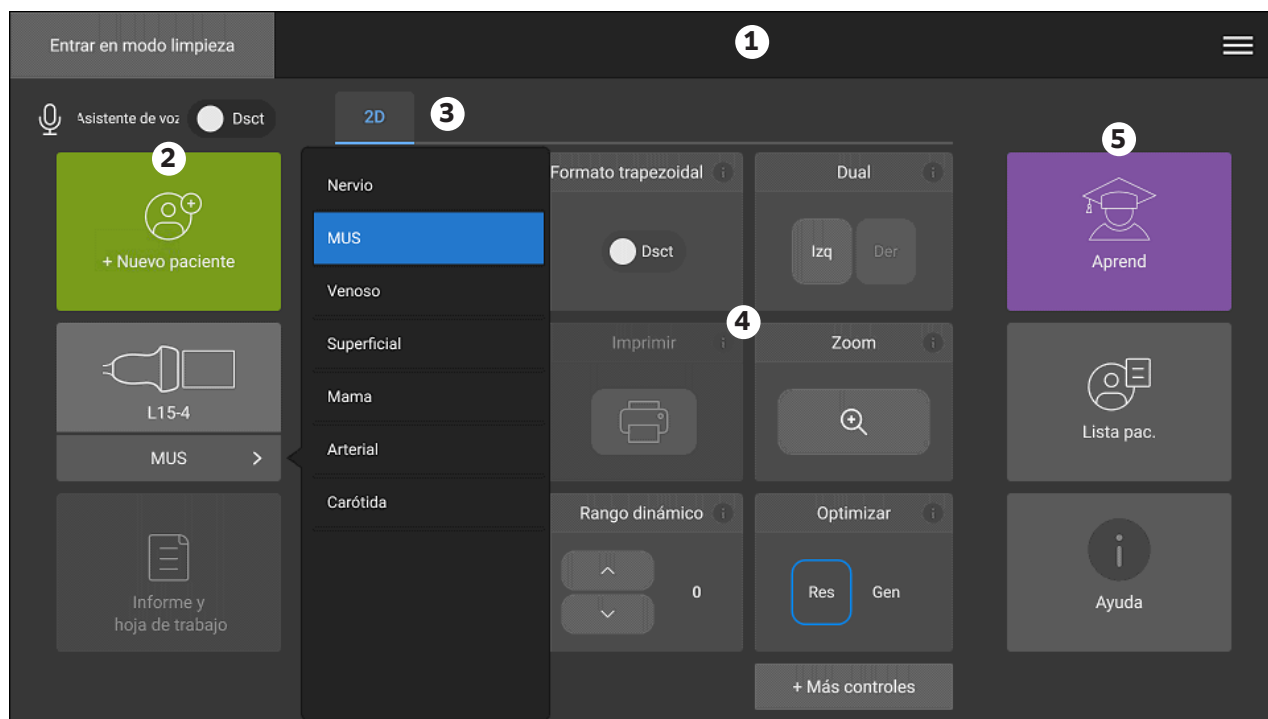 Entrar en modo limpieza
1
Asistente de voz
Dsct
2D
3
2
+ Nuevo paciente
L15-4
MUS
Informe y
hoja de trabajo
Nervio
MUS
Venoso
Superficial
Mama
Arterial
Carótida
Formato trapezoidal
i
Dsct
Dual
i
Izq
Der
4
Imprimir
i
Zoom
i
Rango dinámico
i
0
Optimizar
i
Res
Gen
+ Más controles
5
Aprend
Lista pac.
i
Ayuda